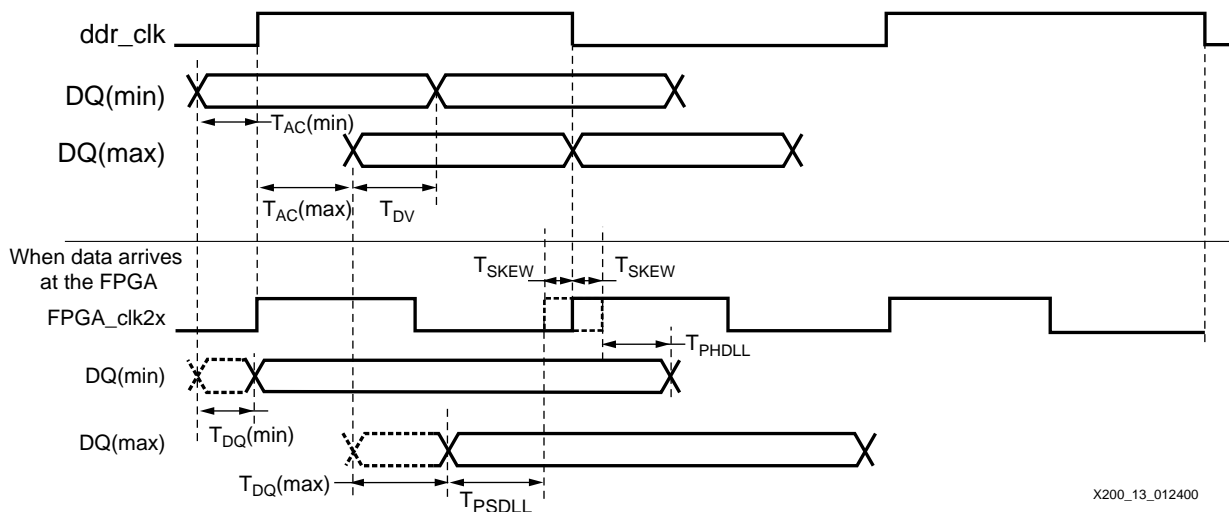 ddr_clk
DQ(min)
TAC(min)
DQ(max)
TAC(max)
TDV
When data arrives
at the FPGA
TSKEW
TSKEW
FPGA_clk2x
TPHDLL
DQ(min)
TDQ(min)
DQ(max)
TDQ(max)
TPSDLL
X200_13_012400